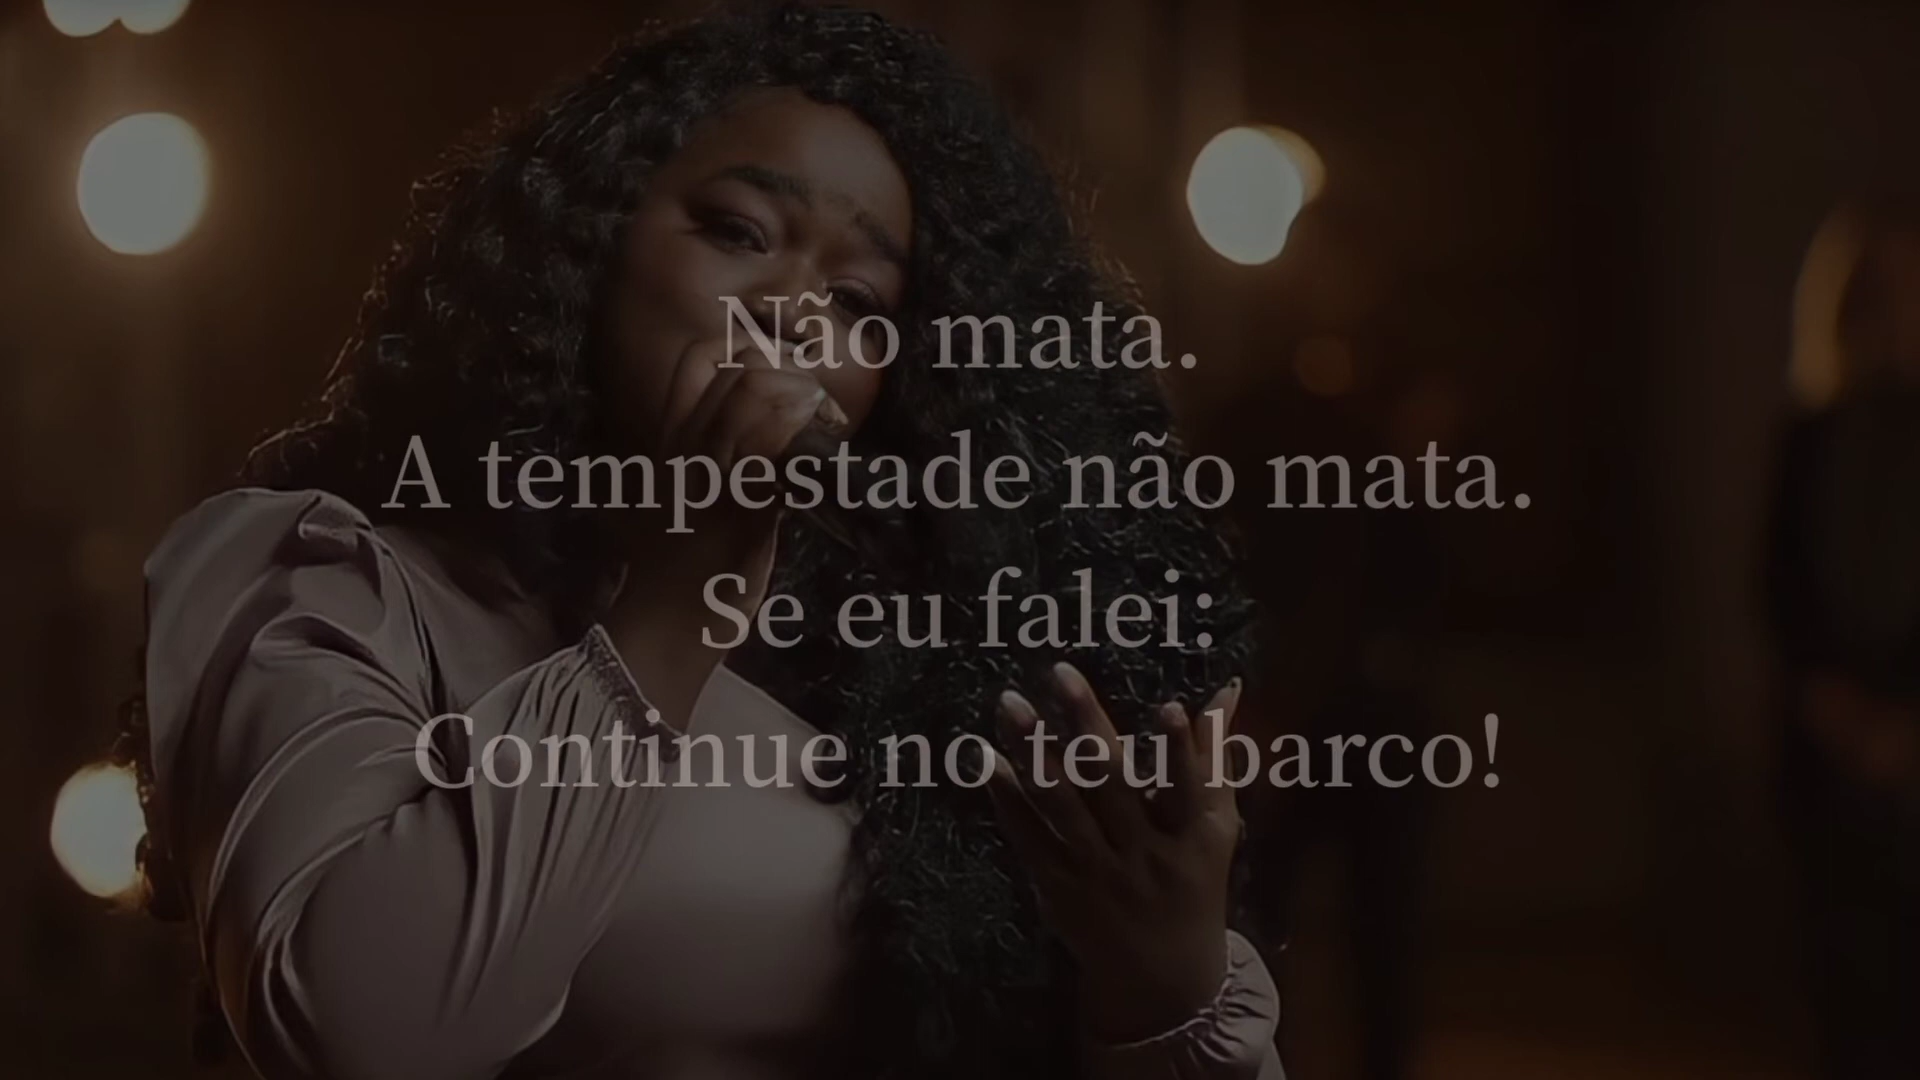 Não mata.
A tempestade não mata.
Se eu falei:
Continue no teu barco!